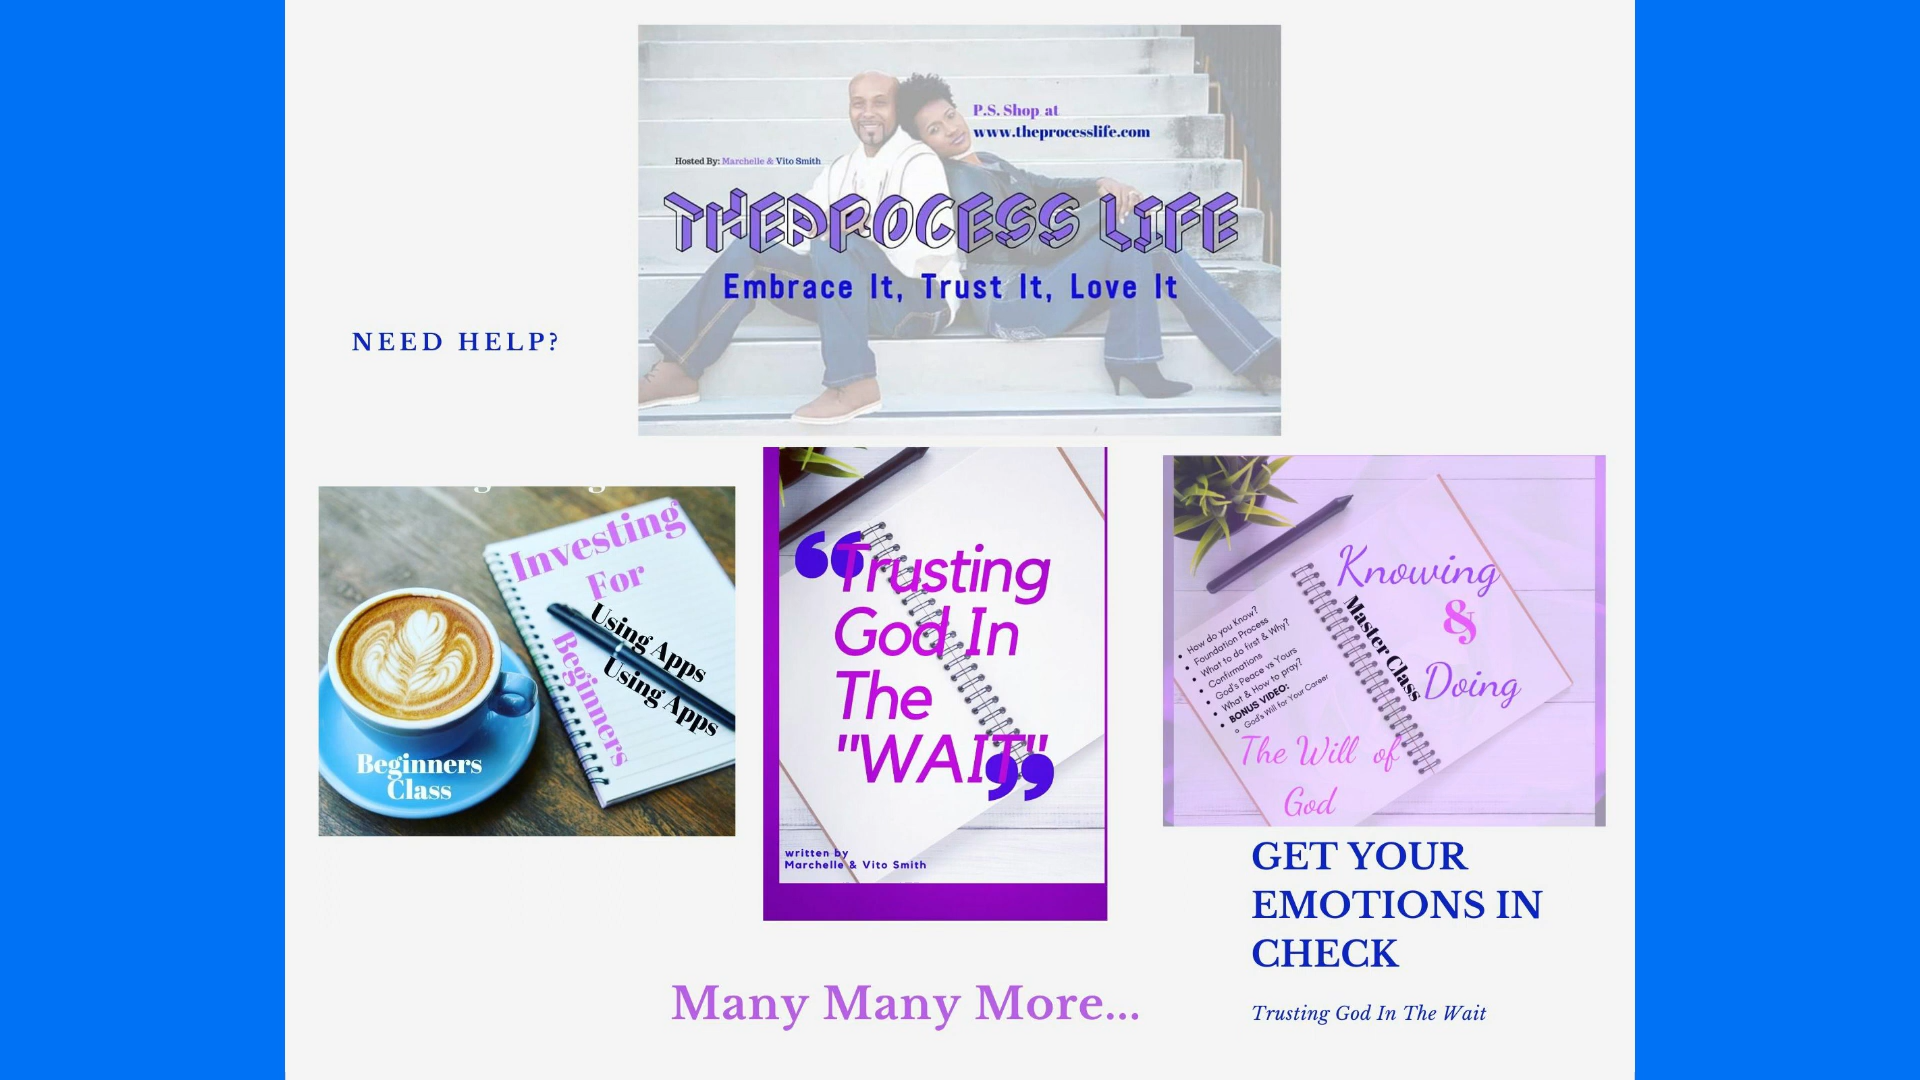 P.S. Shop at
www.theprocesslife.com
Hosted By: Marchelle & Vito Smith
THEPROCESS LIFE
Embrace It, Trust It, Love It
NEED HELP?
Investing
For
Beginners
Using Apps
Using Apps
Beginners
Class
“Trusting
God In
The
"WAIT"”
written by
Marchelle & Vito Smith
Knowing
&
Doing
The Will of
God
Master Class
• How do you Know?
• Foundation Process
• What to do first & Why?
• Confirmations
• God's Peace vs Yours
• What & How to pray?
• BONUS VIDEO:
○ God's Will for Your Career
GET YOUR
EMOTIONS IN
CHECK
Trusting God In The Wait
Many Many More...